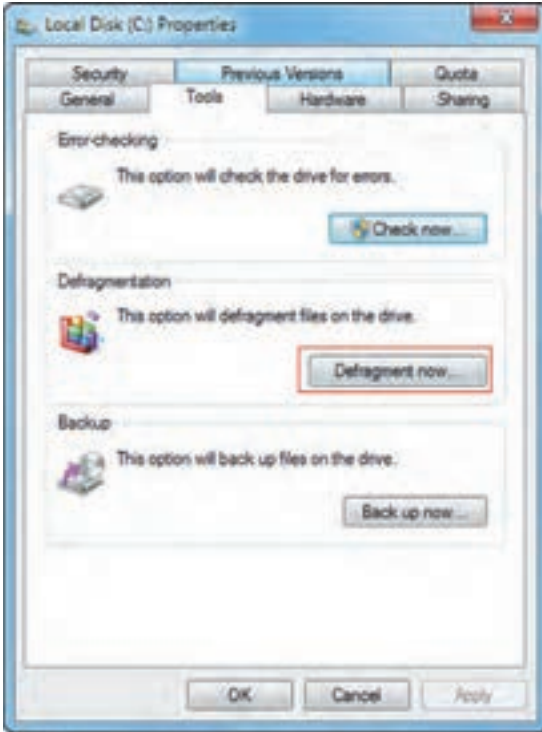 Local Disk (C:) Properties
Security Previous Versions Quota
General Tools Hardware Sharing
Error-checking
This option will check the drive for errors.
Check now...
Defragmentation
This option will defragment files on the drive.
Defragment now...
Backup
This option will back up files on the drive.
Back up now...
OK Cancel Apply